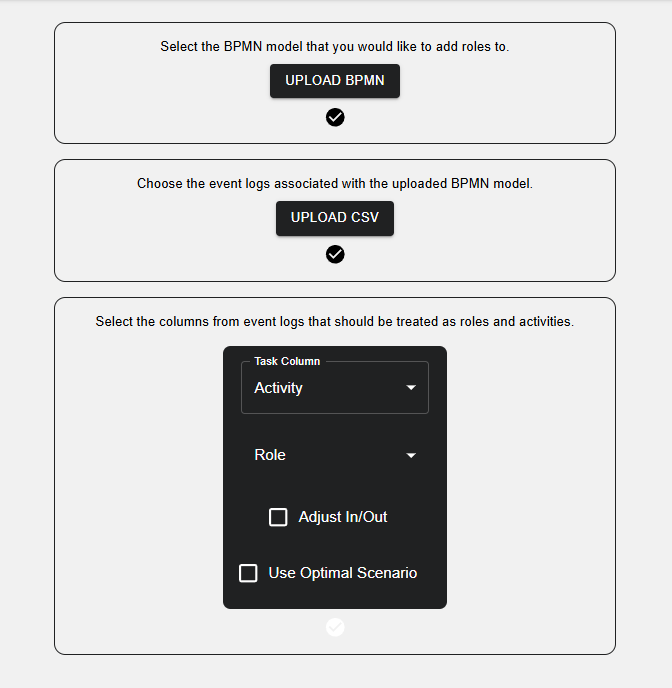 Select the BPMN model that you would like to add roles to.
UPLOAD BPMN
Choose the event logs associated with the uploaded BPMN model.
UPLOAD CSV
Select the columns from event logs that should be treated as roles and activities.
Task Column
Activity
Role
Adjust In/Out
Use Optimal Scenario